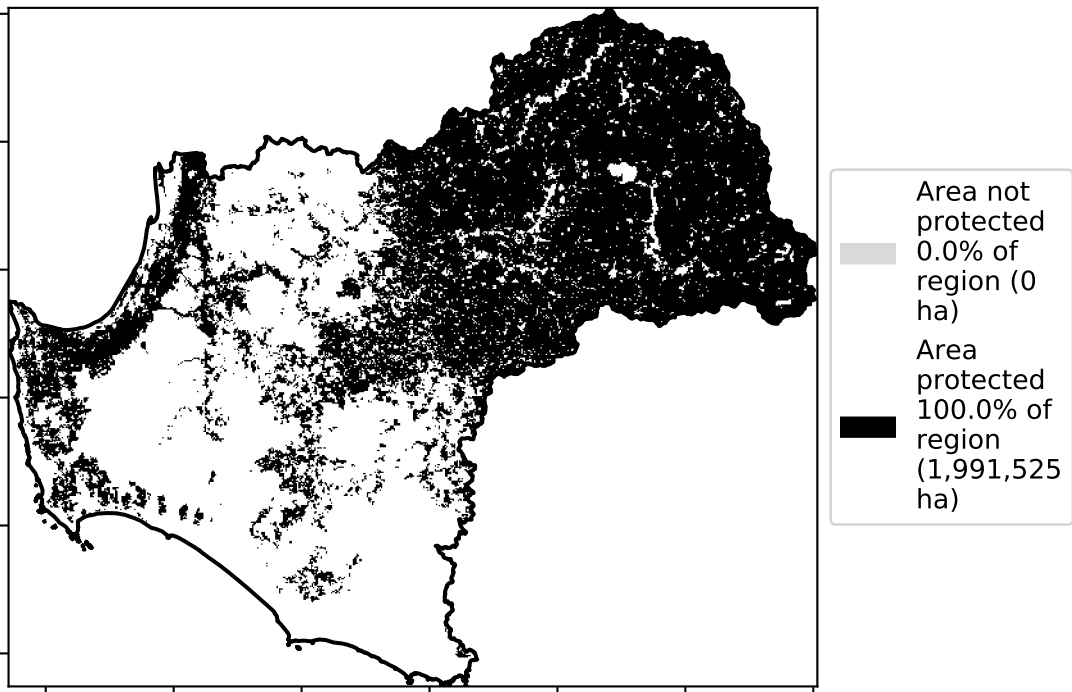 Area not
protected
0.0% of
region (0
ha)
Area
protected
100.0% of
region
(1,991,525
ha)